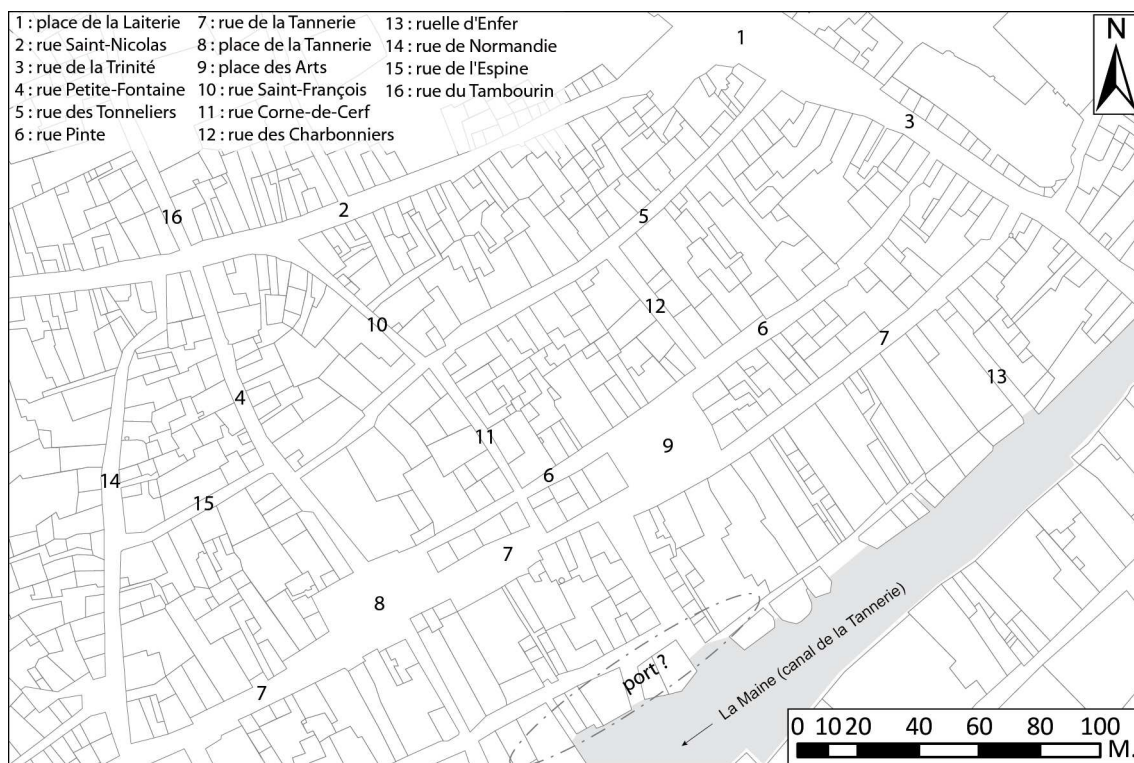 1 : place de la Laiterie
2 : rue Saint-Nicolas
3 : rue de la Trinité
4 : rue Petite-Fontaine
5 : rue des Tonneliers
6 : rue Pinte
7 : rue de la Tannerie
8 : place de la Tannerie
9 : place des Arts
10 : rue Saint-François
11 : rue Corne-de-Cerf
12 : rue des Charbonniers
13 : ruelle d'Enfer
14 : rue de Normandie
15 : rue de l'Espine
16 : rue du Tambourin
N
1
3
16
2
5
12
10
6
7
13
4
11
9
14
6
15
7
8
port ?
La Maine (canal de la Tannerie)
7
0 10 20 40 60 80 100
M.